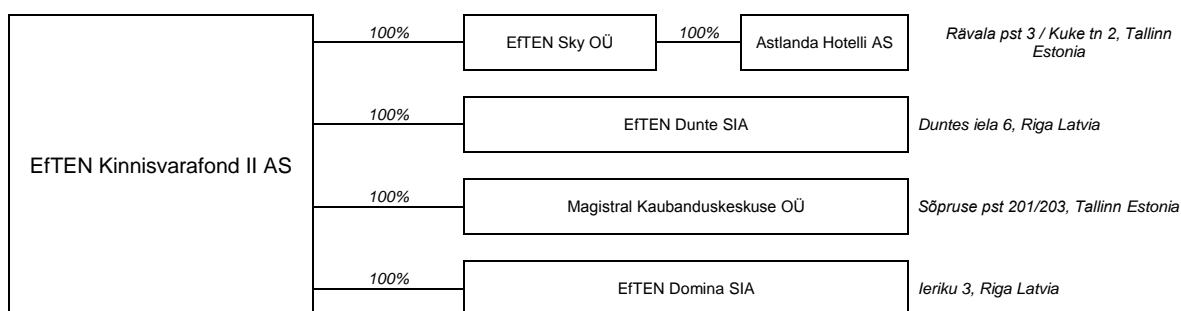 EfTEN Kinnisvarafond II AS
100%
EfTEN Sky OÜ
100%
Astlanda Hotelli AS
Rävala pst 3 / Kuke tn 2, Tallinn
Estonia
100%
EfTEN Dunte SIA
Duntes iela 6, Riga Latvia
100%
Magistral Kaubanduskeskuse OÜ
Sõpruse pst 201/203, Tallinn Estonia
100%
EfTEN Domina SIA
Ieriku 3, Riga Latvia